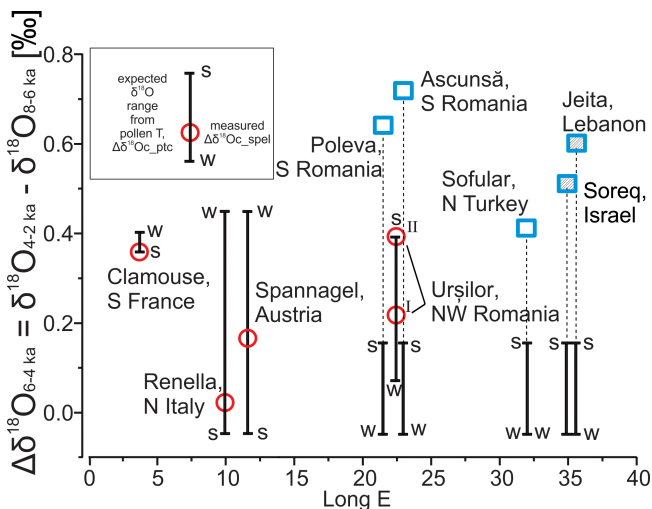 Δδ¹⁸O6-4 ka = δ¹⁸O4-2 ka - δ¹⁸O8-6 ka [‰]
0.8
0.6
0.4
0.2
0.0
expected
δ¹⁸O
range
from
pollen T,
Δδ¹⁸Oc_ptc
S
W
measured
Δδ¹⁸Oc_spel
Ascunsă,
S Romania
Poleva,
S Romania
Jeita,
Lebanon
Sofular,
N Turkey
Soreq,
Israel
W
S
Clamouse,
S France
W
W
Spannagel,
Austria
Renella,
N Italy
S
S
S
II
I
Urșilor,
NW Romania
W
S
S
W
W
S
W
W
S
S
W
0
5
10
15
20
25
30
35
40
Long E